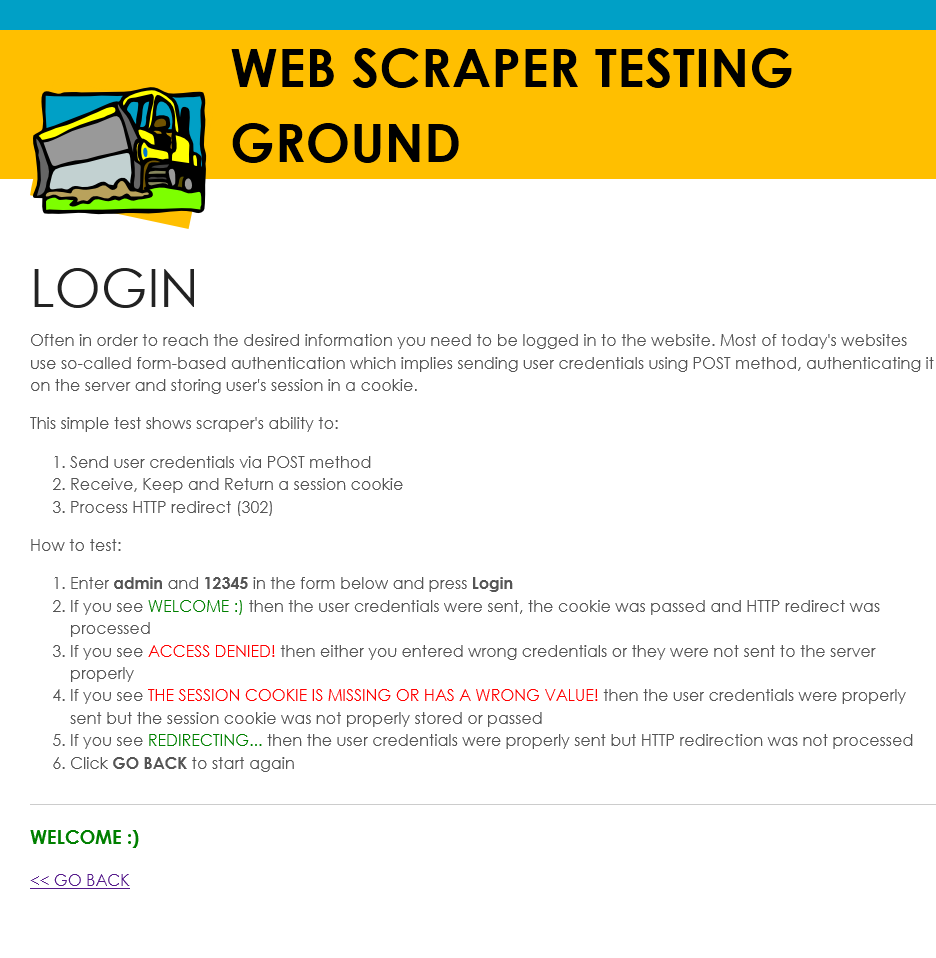 WEB SCRAPER TESTING
GROUND
LOGIN
Often in order to reach the desired information you need to be logged in to the website. Most of today's websites
use so-called form-based authentication which implies sending user credentials using POST method, authenticating it
on the server and storing user's session in a cookie.
This simple test shows scraper's ability to:
1. Send user credentials via POST method
2. Receive, Keep and Return a session cookie
3. Process HTTP redirect (302)
How to test:
1. Enter admin and 12345 in the form below and press Login
2. If you see WELCOME :) then the user credentials were sent, the cookie was passed and HTTP redirect was
processed
3. If you see ACCESS DENIED! then either you entered wrong credentials or they were not sent to the server
properly
4. If you see THE SESSION COOKIE IS MISSING OR HAS A WRONG VALUE! then the user credentials were properly
sent but the session cookie was not properly stored or passed
5. If you see REDIRECTING... then the user credentials were properly sent but HTTP redirection was not processed
6. Click GO BACK to start again
WELCOME :)
<< GO BACK